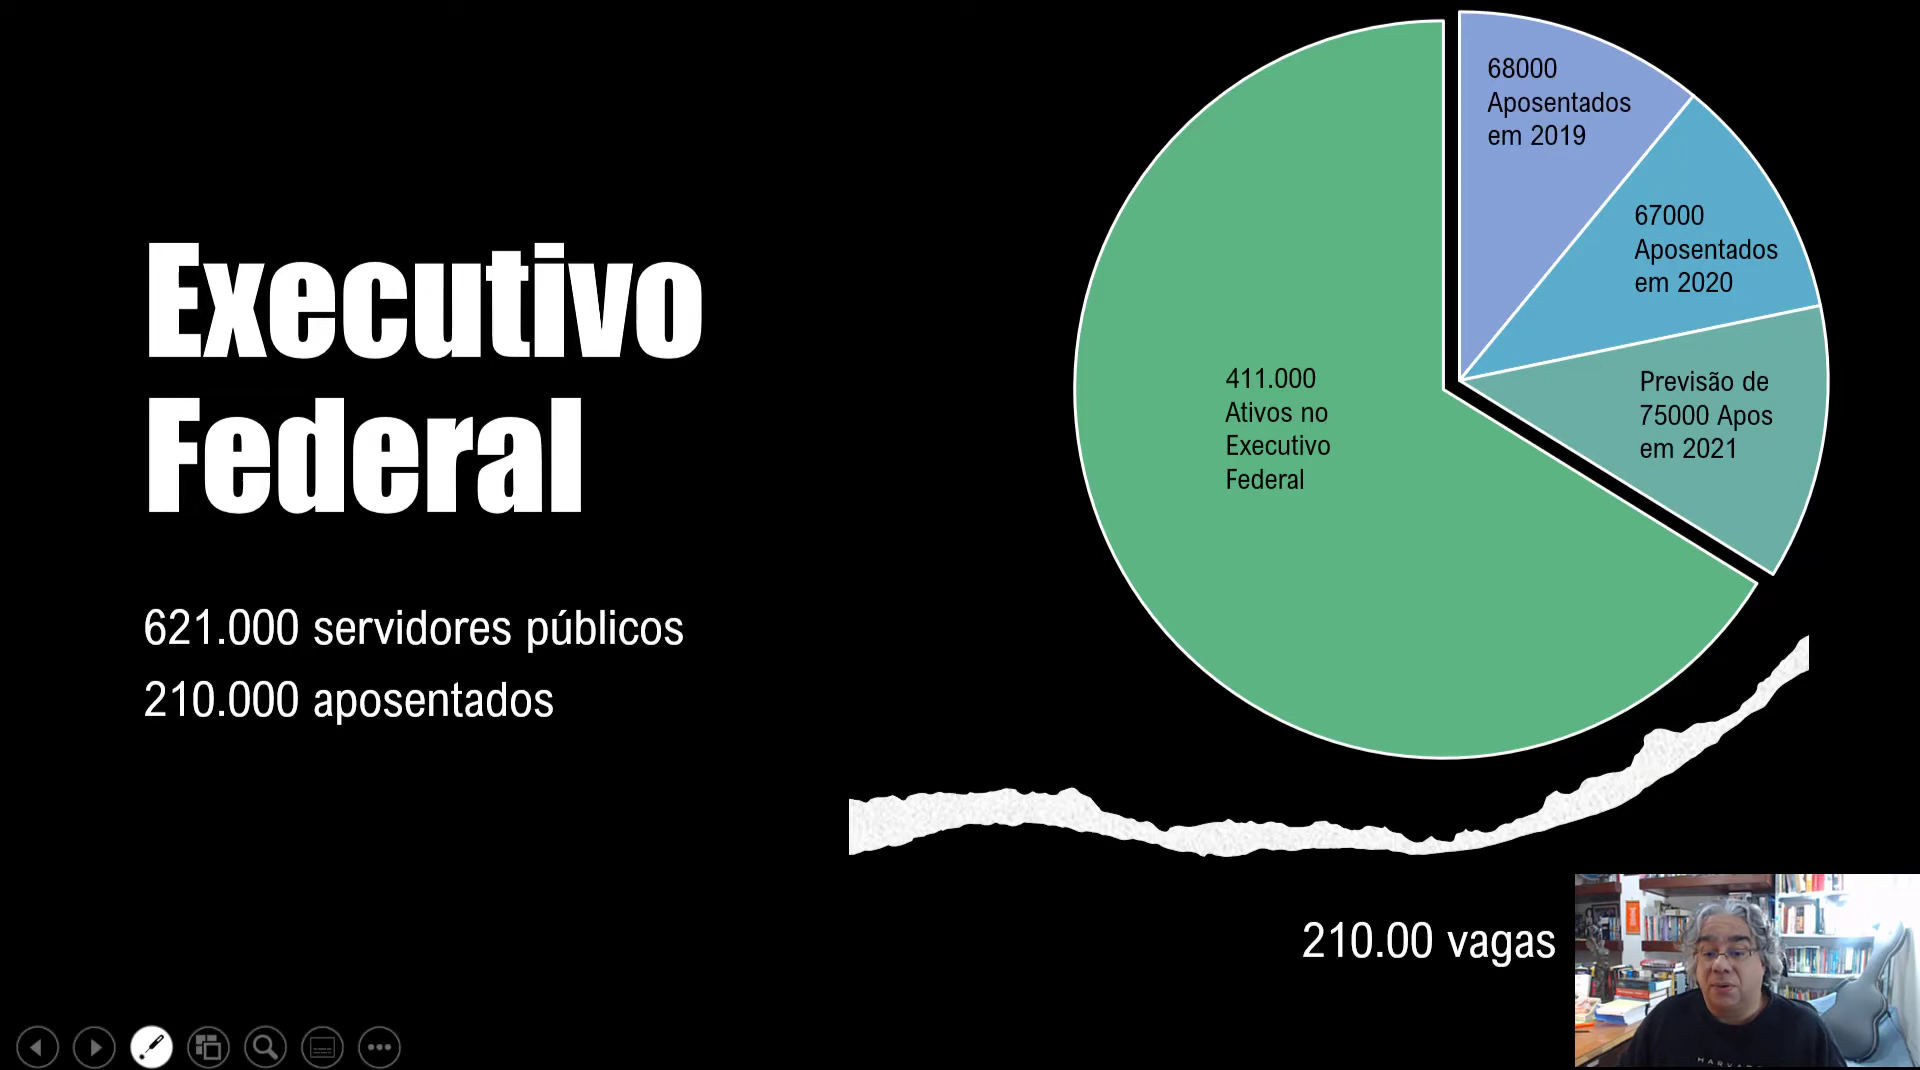 Executivo
Federal
621.000 servidores públicos
210.000 aposentados
68000
Aposentados
em 2019
67000
Aposentados
em 2020
Previsão de
75000 Apos
em 2021
411.000
Ativos no
Executivo
Federal
210.00 vagas